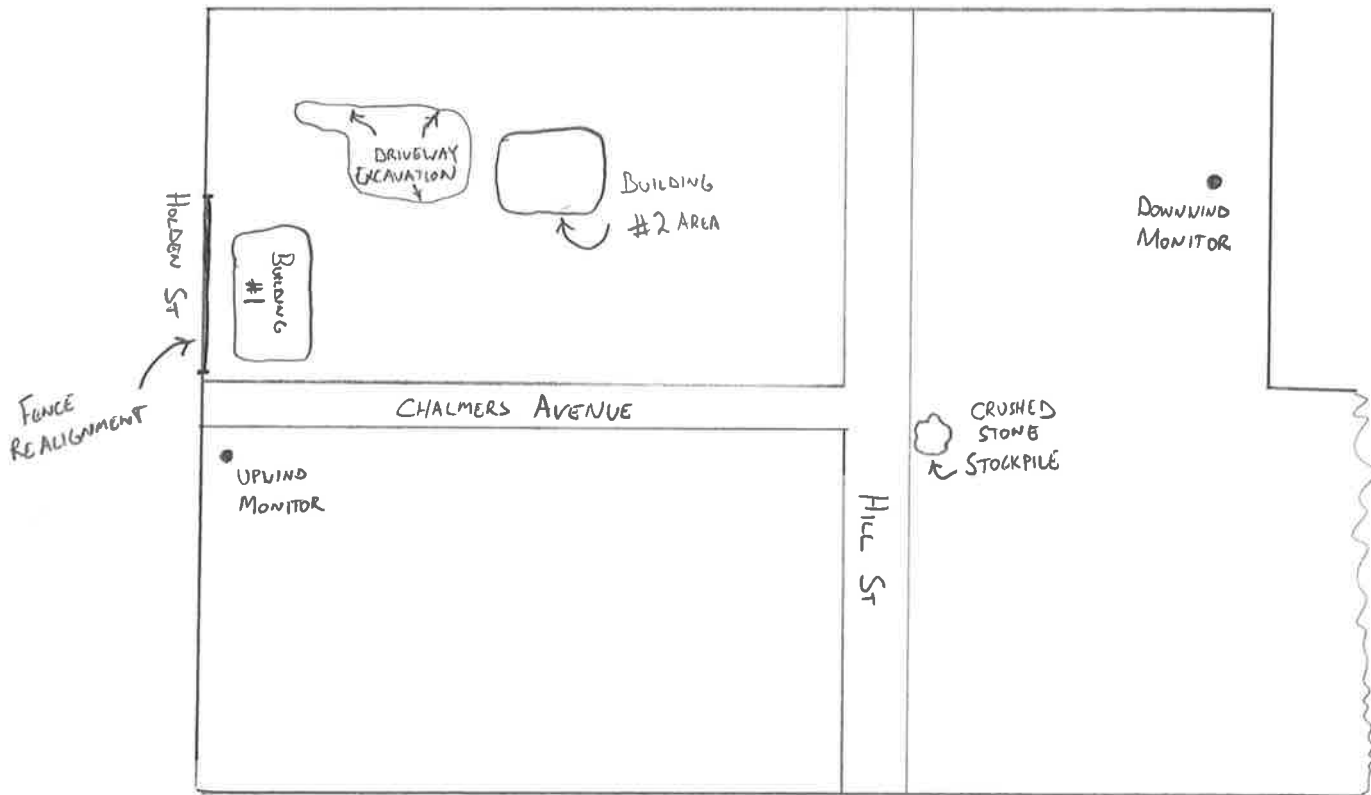 DRIVEWAY
EXCAVATION
BUILDING
#2 AREA
DOWNWIND
MONITOR
HOLDEN ST
BUILDING
#1
FENCE
REALIGNMENT
CHALMERS AVENUE
CRUSHED
STONE
STOCKPILE
UPWIND
MONITOR
HILL ST